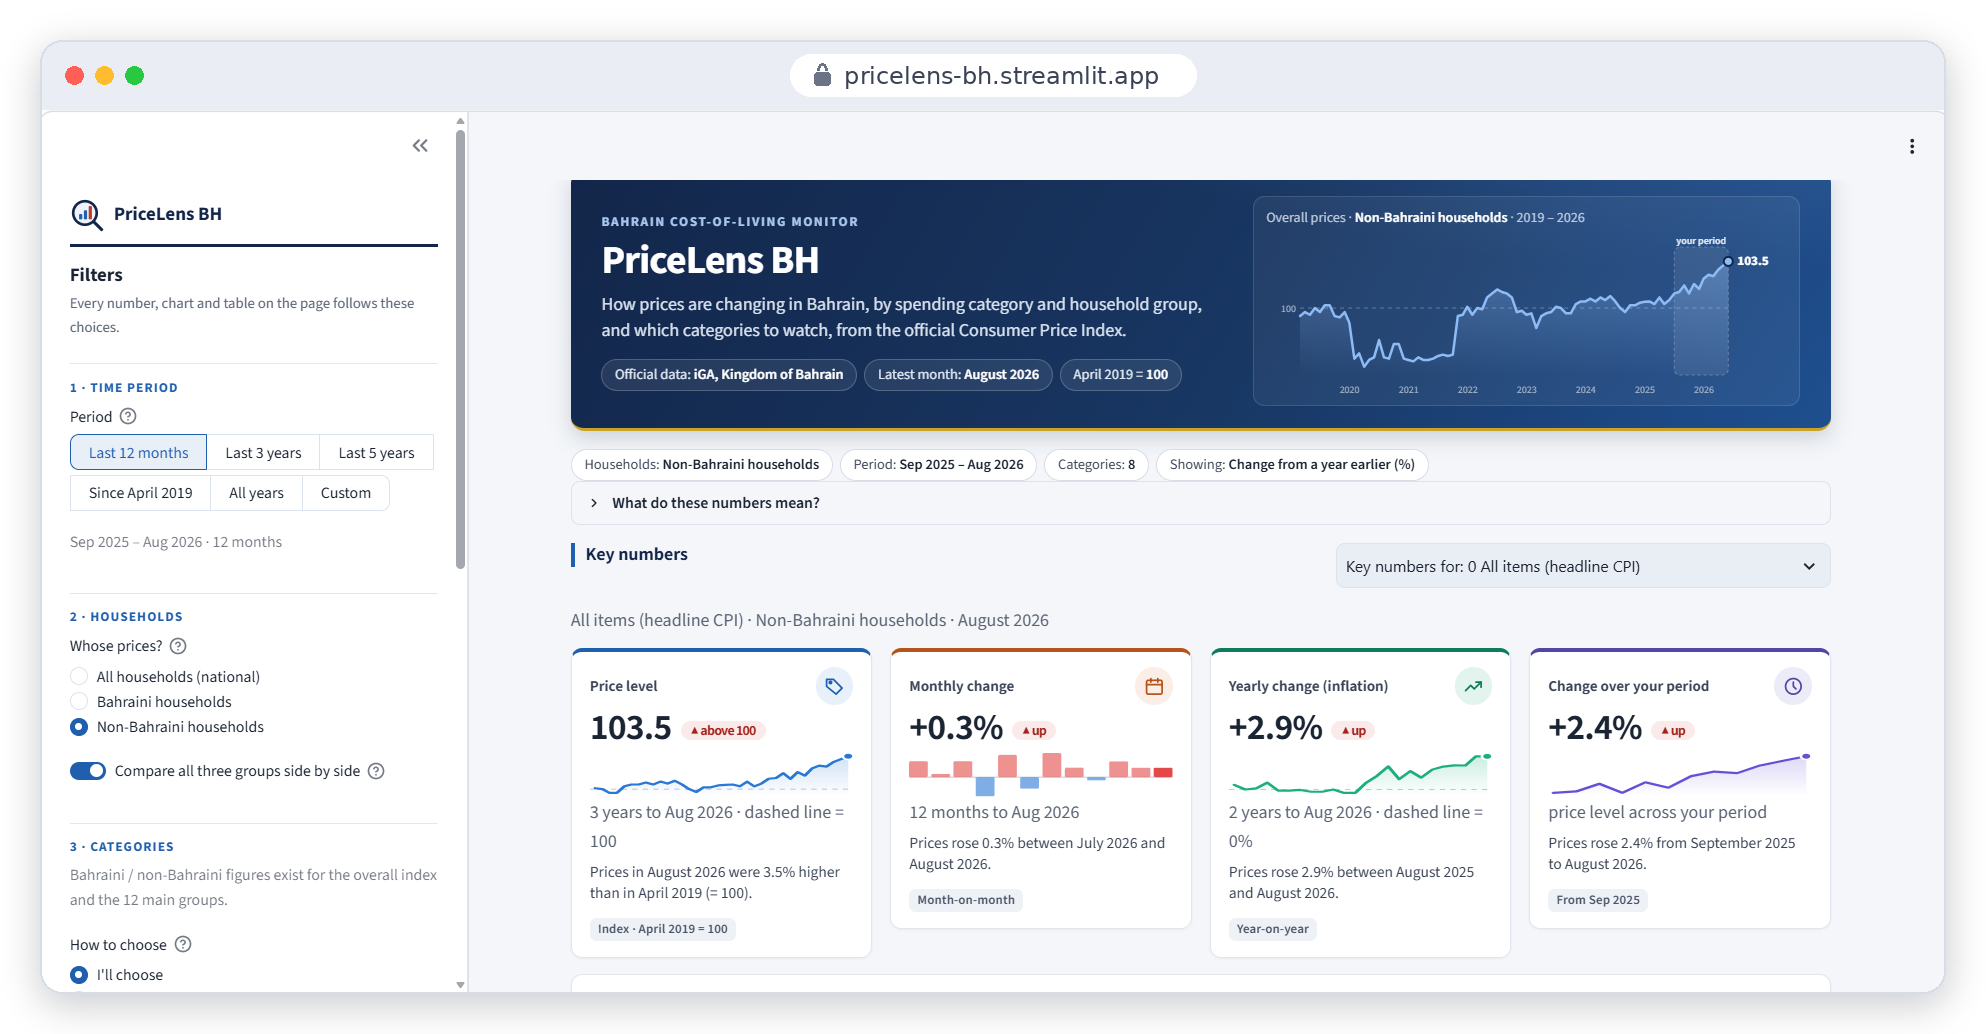 pricelens-bh.streamlit.app
PriceLens BH
Filters
Every number, chart and table on the page follows these
choices.
1 · TIME PERIOD
Period
Last 12 months
Last 3 years
Last 5 years
Since April 2019
All years
Custom
Sep 2025 – Aug 2026 · 12 months
2 · HOUSEHOLDS
Whose prices?
All households (national)
Bahraini households
Non-Bahraini households
Compare all three groups side by side
3 · CATEGORIES
Bahraini / non-Bahraini figures exist for the overall index
and the 12 main groups.
How to choose
I'll choose
BAHRAIN COST-OF-LIVING MONITOR
PriceLens BH
How prices are changing in Bahrain, by spending category and household group,
and which categories to watch, from the official Consumer Price Index.
Official data: iGA, Kingdom of Bahrain
Latest month: August 2026
April 2019 = 100
Overall prices · Non-Bahraini households · 2019 – 2026
your period
103.5
100
2020 2021 2022 2023 2024 2025 2026
Households: Non-Bahraini households
Period: Sep 2025 – Aug 2026
Categories: 8
Showing: Change from a year earlier (%)
What do these numbers mean?
Key numbers
Key numbers for: 0 All items (headline CPI)
All items (headline CPI) · Non-Bahraini households · August 2026
Price level
103.5 ▲ above 100
3 years to Aug 2026 · dashed line =
100
Prices in August 2026 were 3.5% higher
than in April 2019 (= 100).
Index · April 2019 = 100
Monthly change
+0.3% ▲ up
12 months to Aug 2026
Prices rose 0.3% between July 2026 and
August 2026.
Month-on-month
Yearly change (inflation)
+2.9% ▲ up
2 years to Aug 2026 · dashed line =
0%
Prices rose 2.9% between August 2025
and August 2026.
Year-on-year
Change over your period
+2.4% ▲ up
price level across your period
Prices rose 2.4% from September 2025
to August 2026.
From Sep 2025